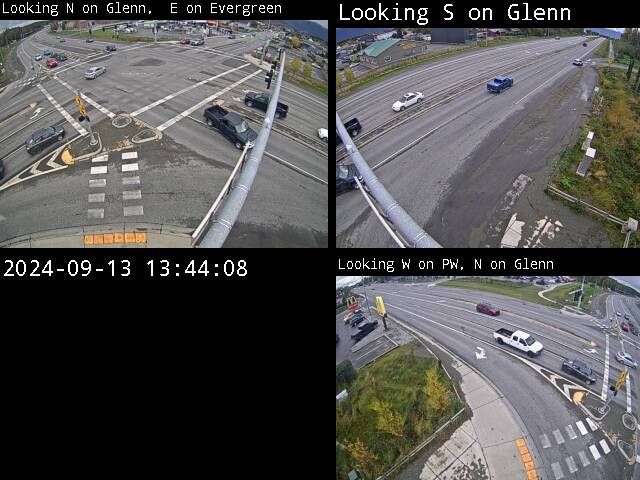 Looking N on Glenn,  E on Evergreen
Looking S on Glenn
2024-09-13 13:44:08
Looking W on PW, N on Glenn